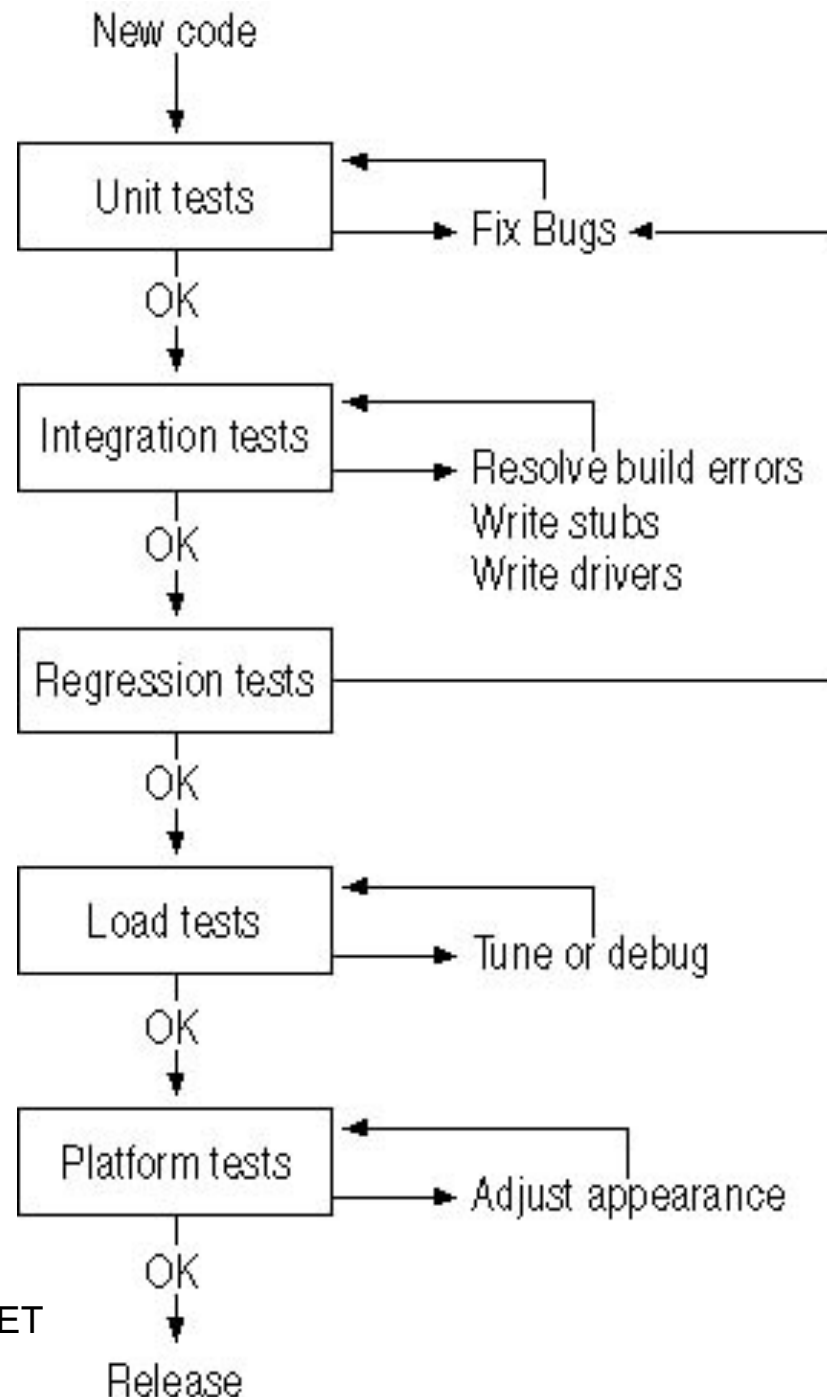 New code
Unit tests
Fix Bugs
OK
Integration tests
Resolve build errors
Write stubs
Write drivers
OK
Regression tests
OK
Load tests
Tune or debug
OK
Platform tests
Adjust appearance
OK
ET
Release